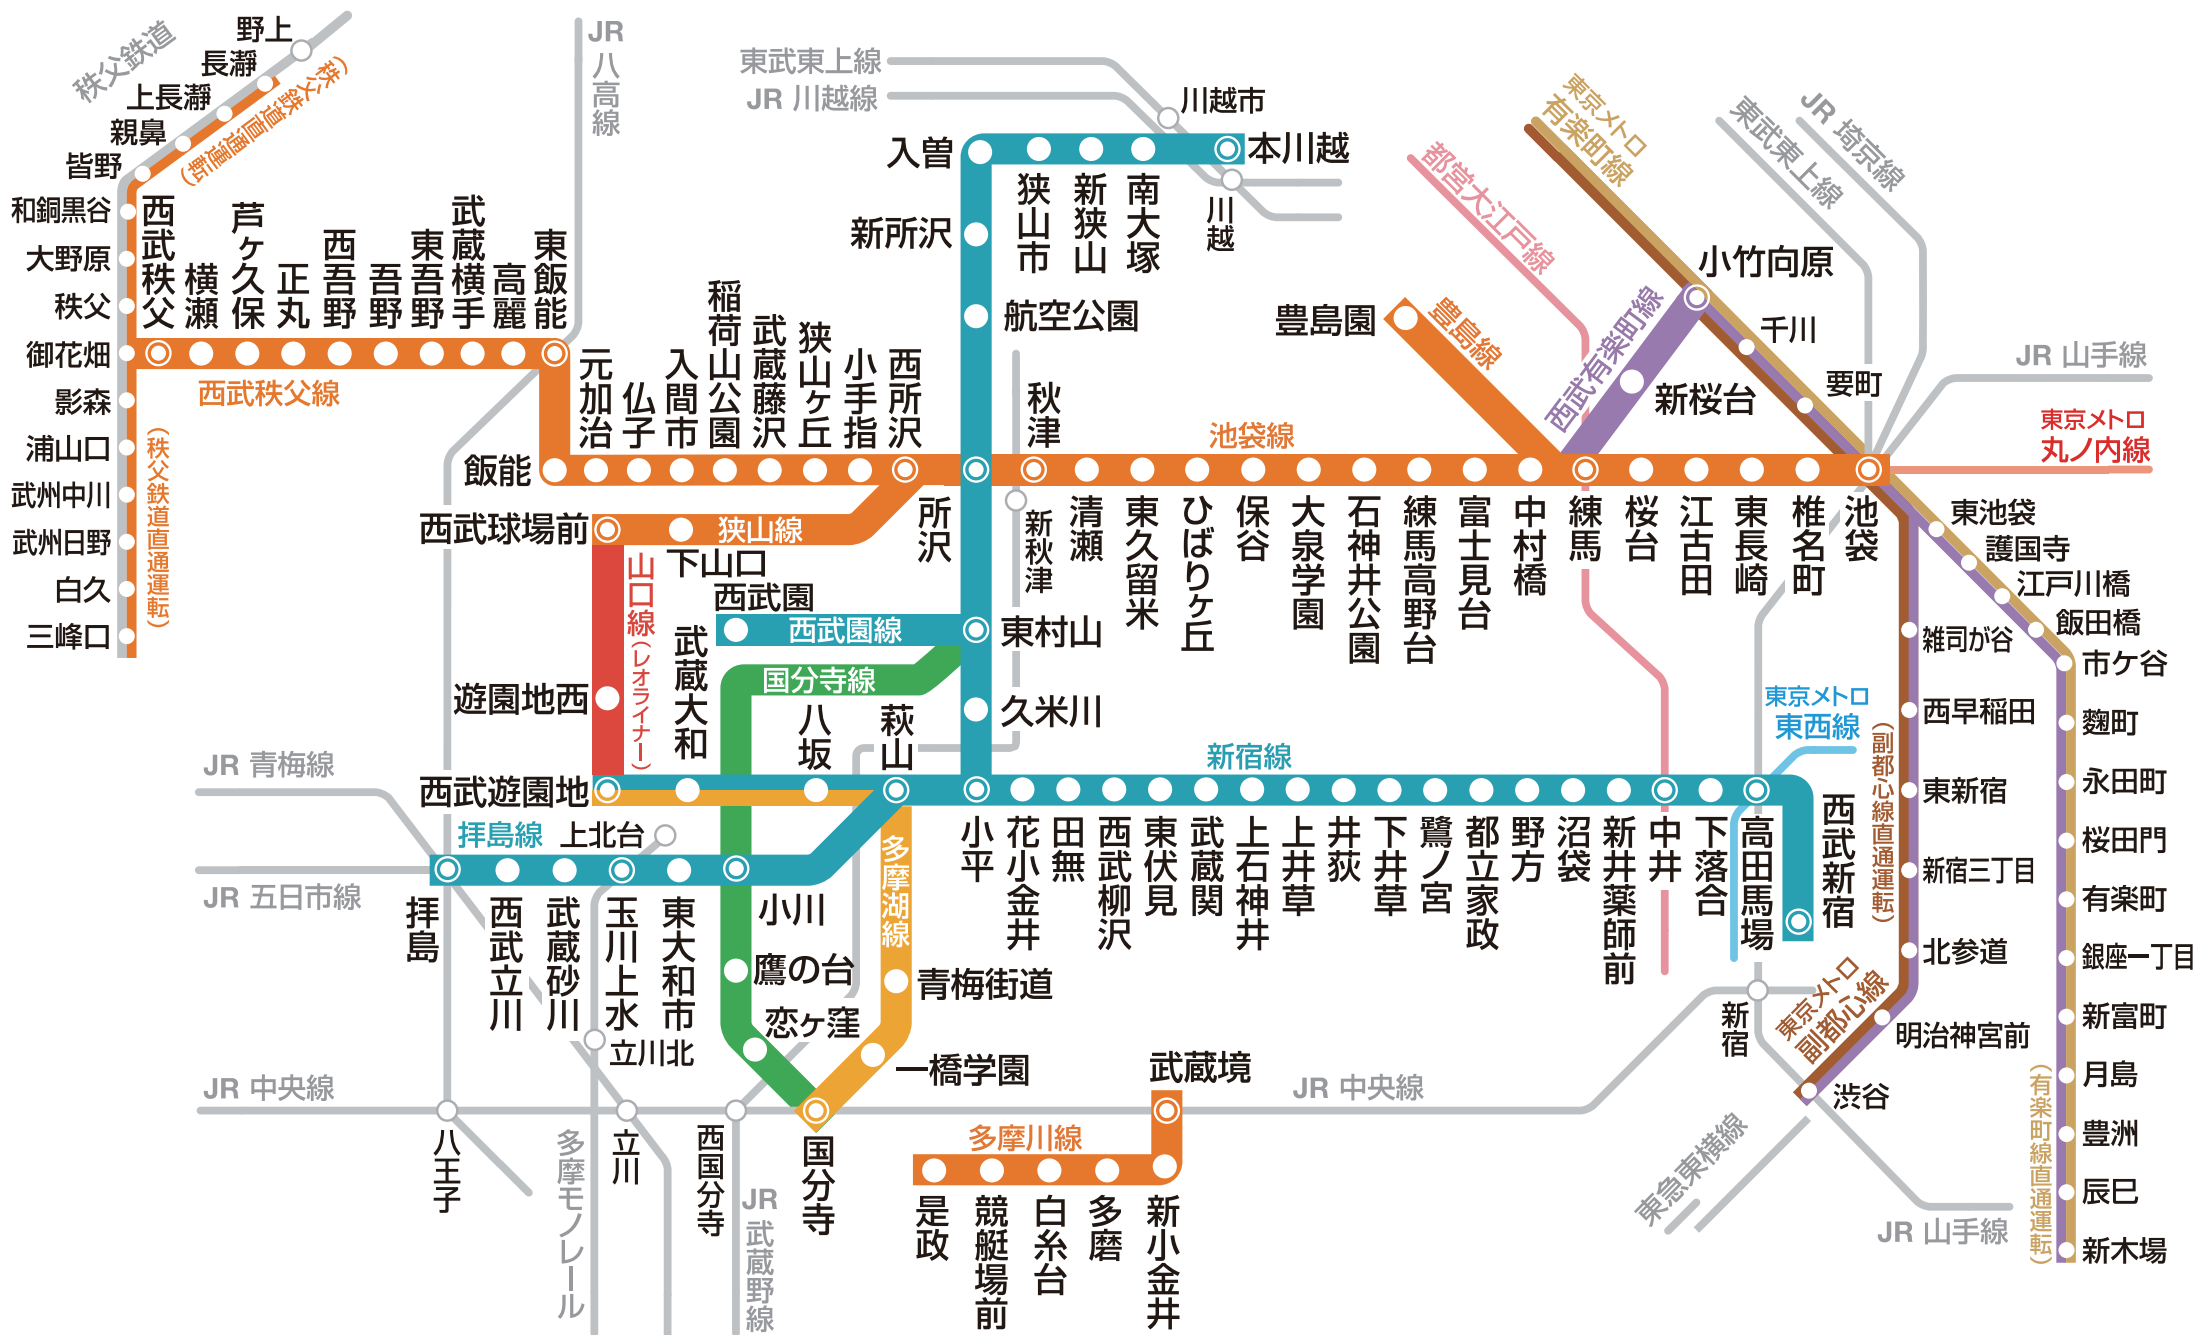 秩父鉄道
野上
長瀞
上長瀞
親鼻
皆野
(秩父鉄道直通運転)
和銅黒谷
大野原
秩父
御花畑
影森
浦山口
武州中川
武州日野
白久
三峰口
(秩父鉄道直通運転)
西武秩父
横瀬
芦ヶ久保
正丸
西吾野
吾野
東吾野
武蔵横手
高麗
東飯能
西武秩父線
JR
八高線
飯能
元加治
仏子
入間市
稲荷山公園
武蔵藤沢
狭山ヶ丘
小手指
西所沢
東武東上線
JR 川越線
川越市
本川越
川越
入曽
狭山市
新狭山
南大塚
新所沢
航空公園
所沢
秋津
新秋津
池袋線
清瀬
東久留米
ひばりヶ丘
保谷
大泉学園
石神井公園
練馬高野台
富士見台
中村橋
練馬
桜台
江古田
東長崎
椎名町
池袋
豊島園
豊島線
都営大江戸線
東京メトロ
有楽町線
東武東上線
JR 埼京線
小竹向原
千川
要町
西武有楽町線
新桜台
JR 山手線
東京メトロ
丸ノ内線
東池袋
護国寺
江戸川橋
飯田橋
市ケ谷
麴町
永田町
桜田門
有楽町
銀座一丁目
新富町
月島
豊洲
辰巳
新木場
(有楽町線直通運転)
雑司が谷
西早稲田
東新宿
新宿三丁目
北参道
明治神宮前
渋谷
(副都心線直通運転)
東京メトロ
副都心線
東京メトロ
東西線
西武球場前
下山口
狭山線
山口線(レオライナー)
遊園地西
西武遊園地
西武園
西武園線
東村山
国分寺線
武蔵大和
八坂
萩山
久米川
新宿線
小平
花小金井
田無
西武柳沢
東伏見
武蔵関
上石神井
上井草
井荻
下井草
鷺ノ宮
都立家政
野方
沼袋
新井薬師前
中井
下落合
高田馬場
西武新宿
JR 青梅線
JR 五日市線
拝島線
上北台
拝島
西武立川
武蔵砂川
玉川上水
東大和市
小川
多摩湖線
鷹の台
恋ヶ窪
青梅街道
一橋学園
国分寺
立川北
JR 中央線
八王子
立川
西国分寺
多摩モノレール
JR
武蔵野線
武蔵境
多摩川線
是政
競艇場前
白糸台
多磨
新小金井
JR 中央線
新宿
東急東横線
JR 山手線